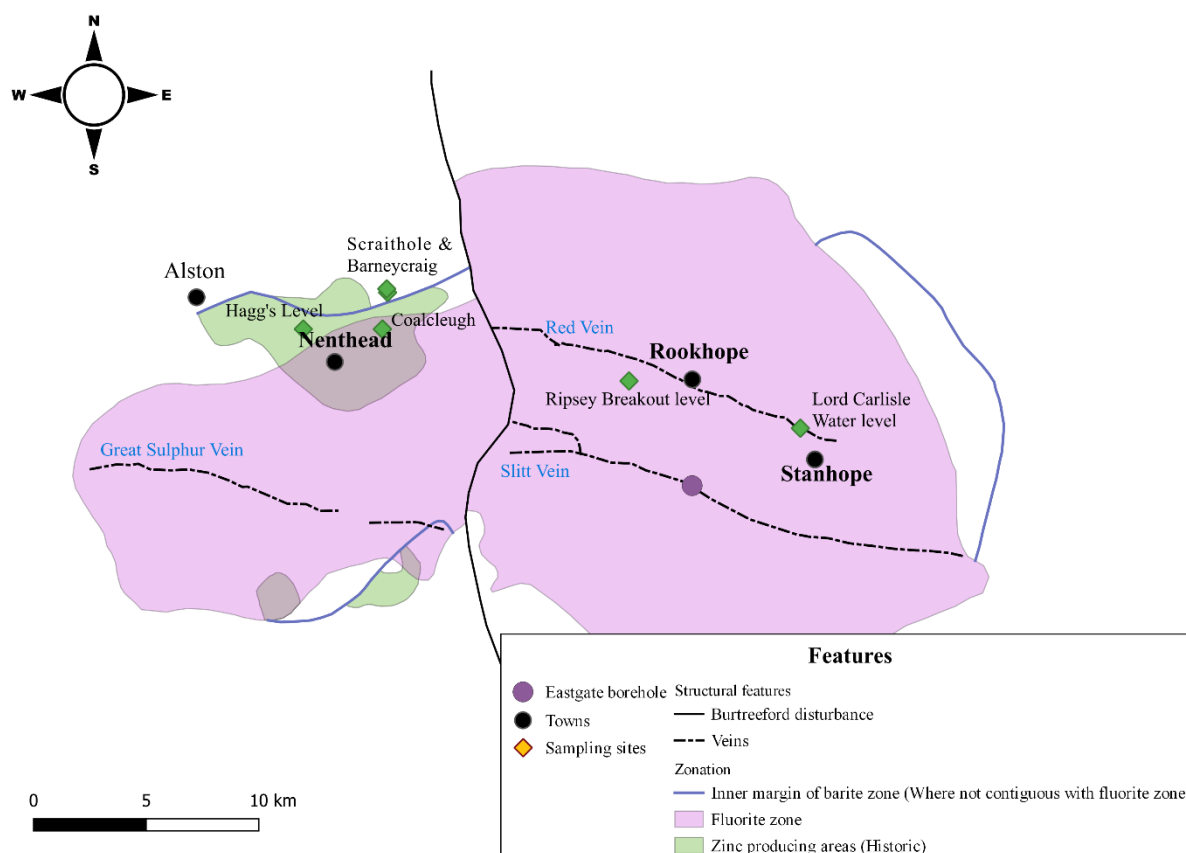 N
W
E
S
Scraithole &
Barneycraig
Alston
Hagg's Level
Coalcleugh
Nenthead
Red Vein
Rookhope
Ripsey Breakout level
Lord Carlisle
Water level
Great Sulphur Vein
Slitt Vein
Stanhope
Features
Eastgate borehole
Towns
Sampling sites
Structural features
Burtreeford disturbance
Veins
Zonation
Inner margin of barite zone (Where not contiguous with fluorite zone
Fluorite zone
Zinc producing areas (Historic)
0 5 10 km